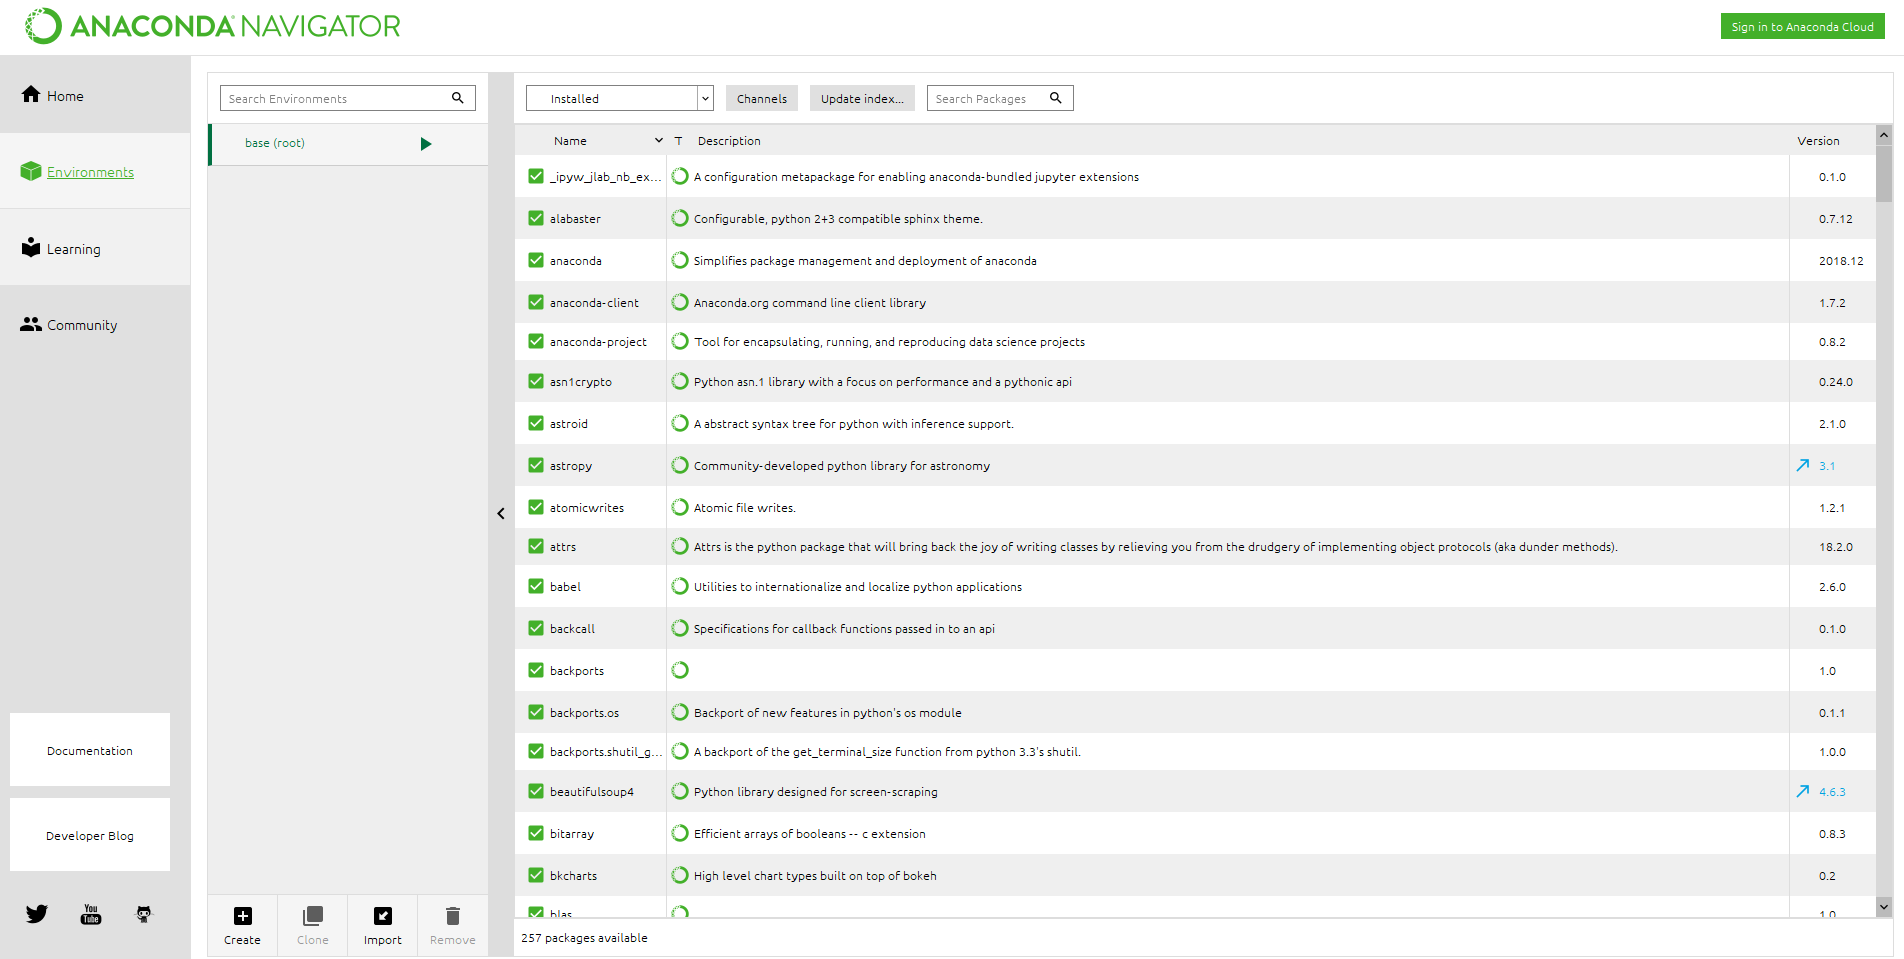 ANACONDA NAVIGATOR
Sign in to Anaconda Cloud
Home
Environments
Learning
Community
Documentation
Developer Blog
You
Tube
Search Environments
base (root)
Create
Clone
Import
Remove
Installed
Channels
Update index...
Search Packages
Name T Description Version
_ipyw_jlab_nb_ex... A configuration metapackage for enabling anaconda-bundled jupyter extensions 0.1.0
alabaster Configurable, python 2+3 compatible sphinx theme. 0.7.12
anaconda Simplifies package management and deployment of anaconda 2018.12
anaconda-client Anaconda.org command line client library 1.7.2
anaconda-project Tool for encapsulating, running, and reproducing data science projects 0.8.2
asn1crypto Python asn.1 library with a focus on performance and a pythonic api 0.24.0
astroid A abstract syntax tree for python with inference support. 2.1.0
astropy Community-developed python library for astronomy 3.1
atomicwrites Atomic file writes. 1.2.1
attrs Attrs is the python package that will bring back the joy of writing classes by relieving you from the drudgery of implementing object protocols (aka dunder methods). 18.2.0
babel Utilities to internationalize and localize python applications 2.6.0
backcall Specifications for callback functions passed in to an api 0.1.0
backports 1.0
backports.os Backport of new features in python's os module 0.1.1
backports.shutil_g... A backport of the get_terminal_size function from python 3.3's shutil. 1.0.0
beautifulsoup4 Python library designed for screen-scraping 4.6.3
bitarray Efficient arrays of booleans -- c extension 0.8.3
bkcharts High level chart types built on top of bokeh 0.2
blas 1.0
257 packages available